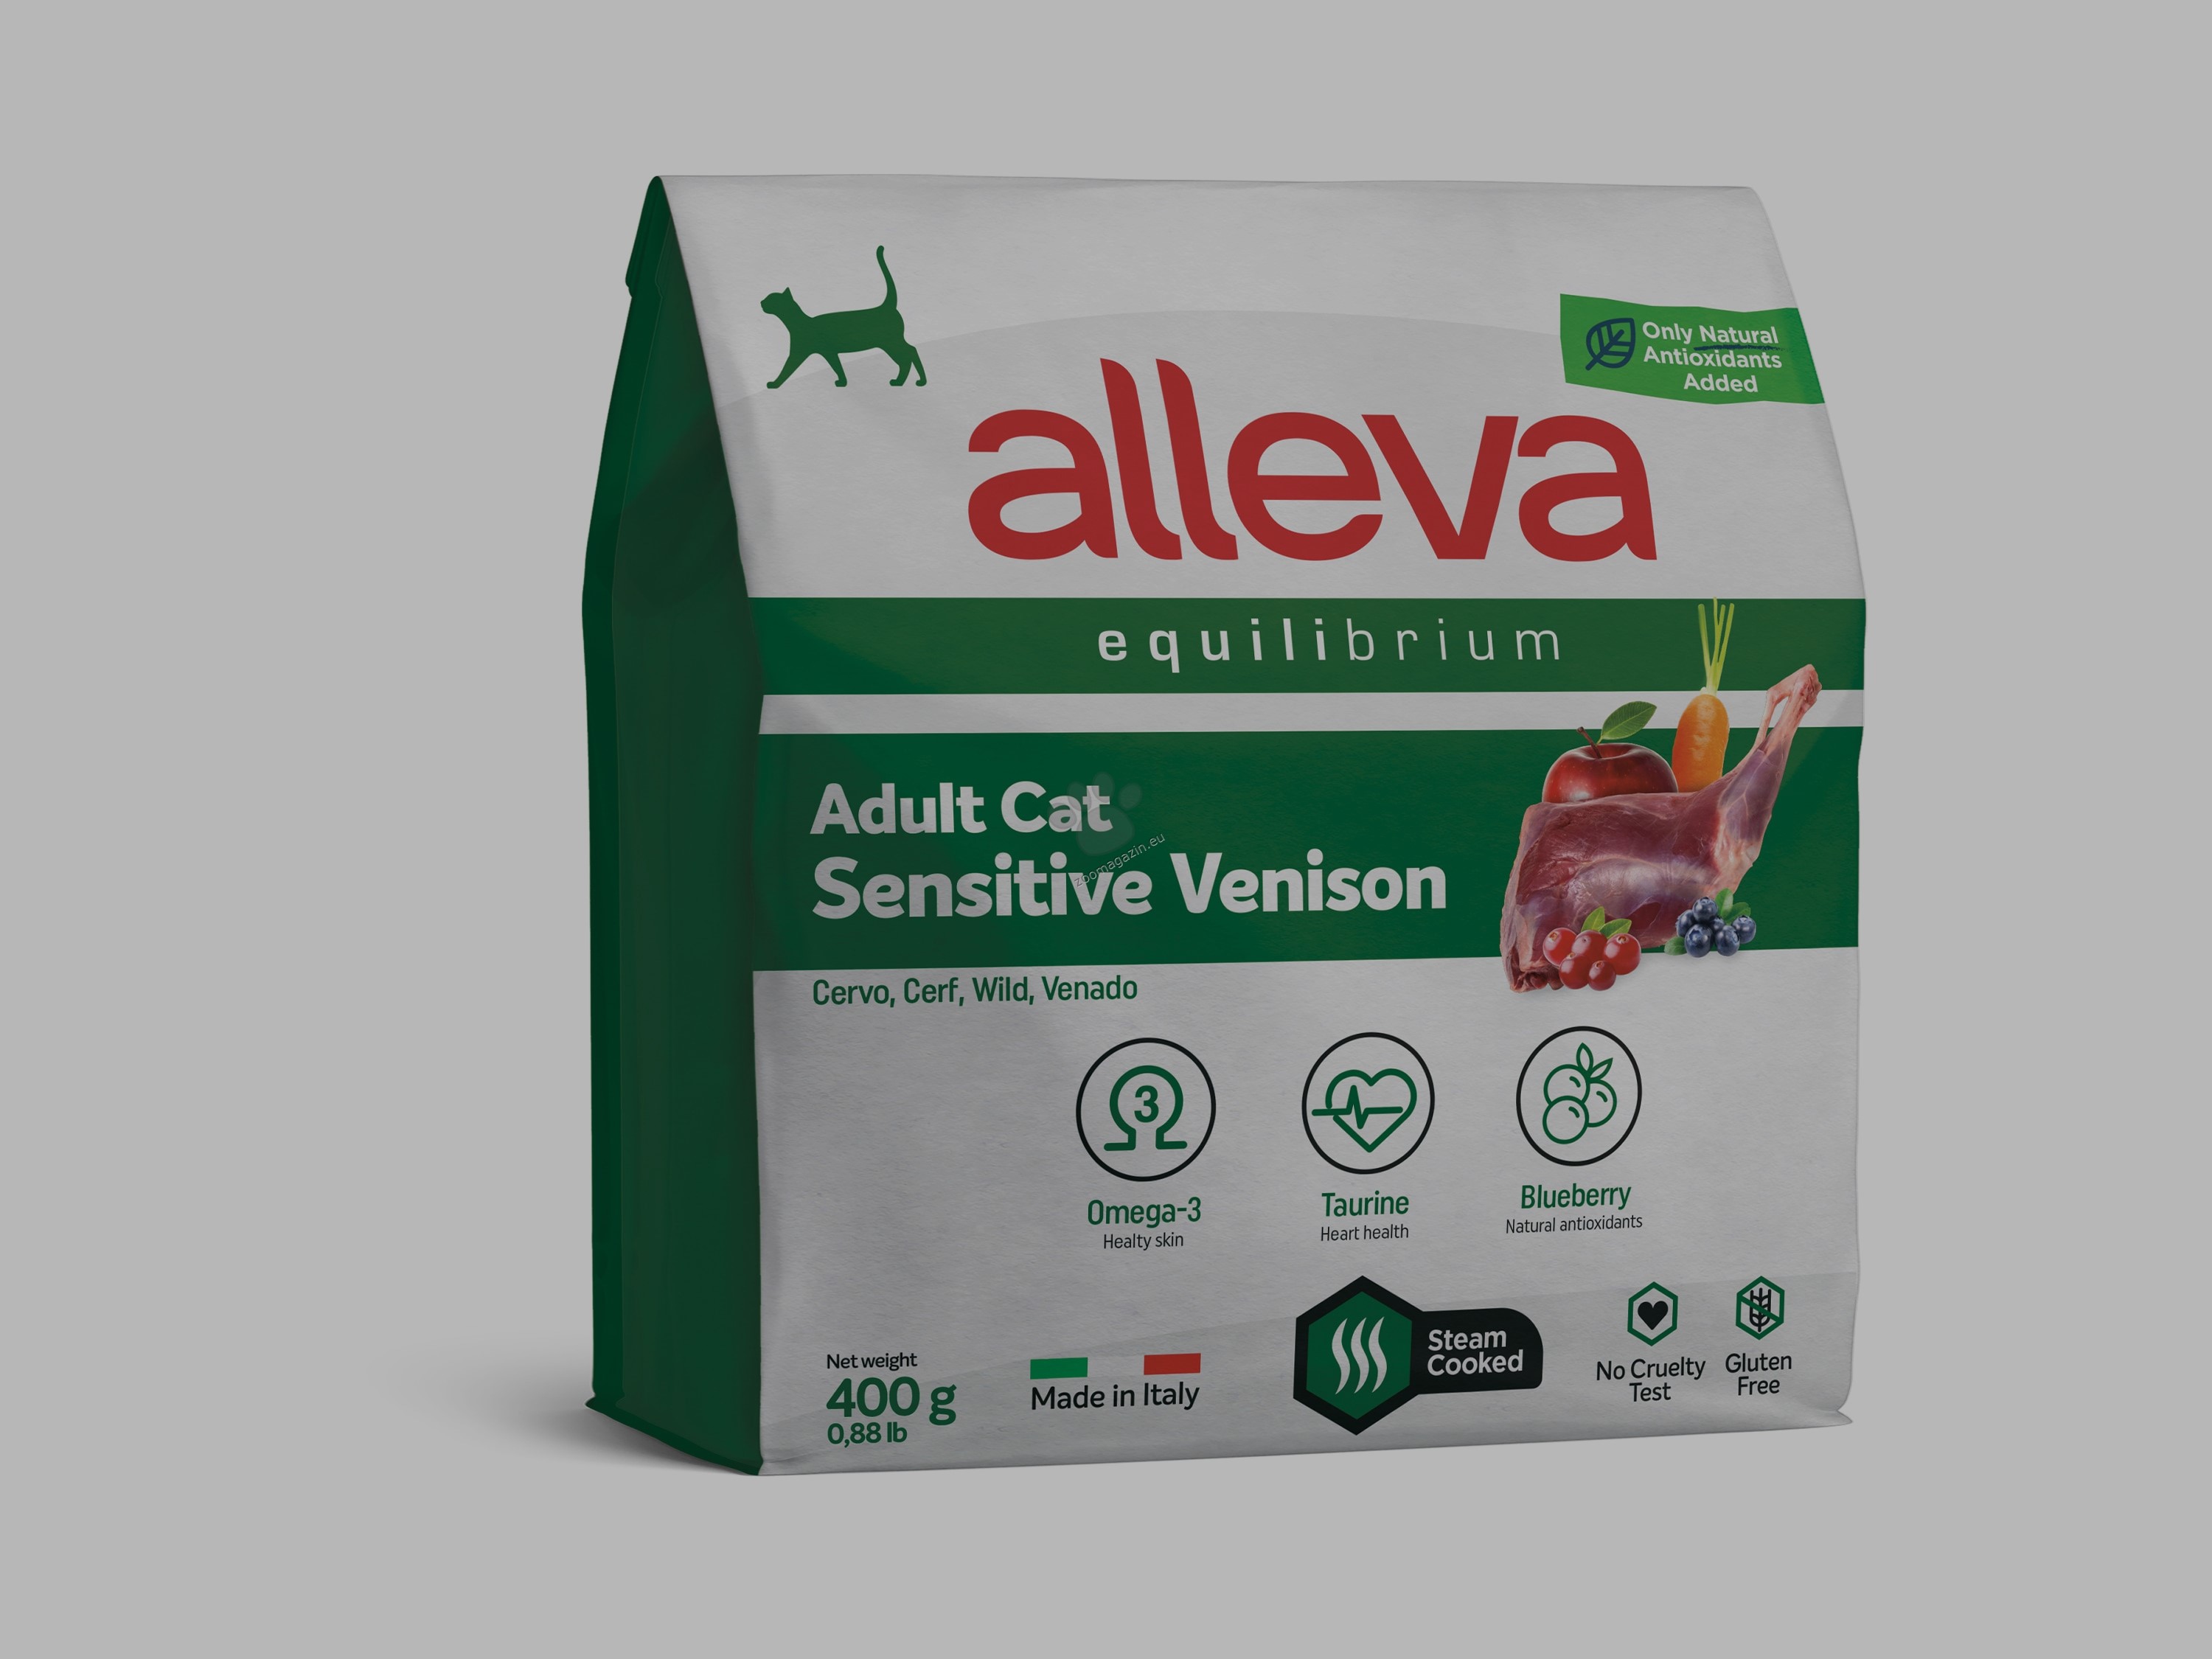 Only Natural
Antioxidants
Added
alleva
equilibrium
Adult Cat
Sensitive Venison
zoomagazin.eu
Cervo, Cerf, Wild, Venado
3
Omega-3
Healty skin
Taurine
Heart health
Blueberry
Natural antioxidants
Net weight
400 g
0,88 lb
Made in Italy
Steam
Cooked
No Cruelty
Test
Gluten
Free